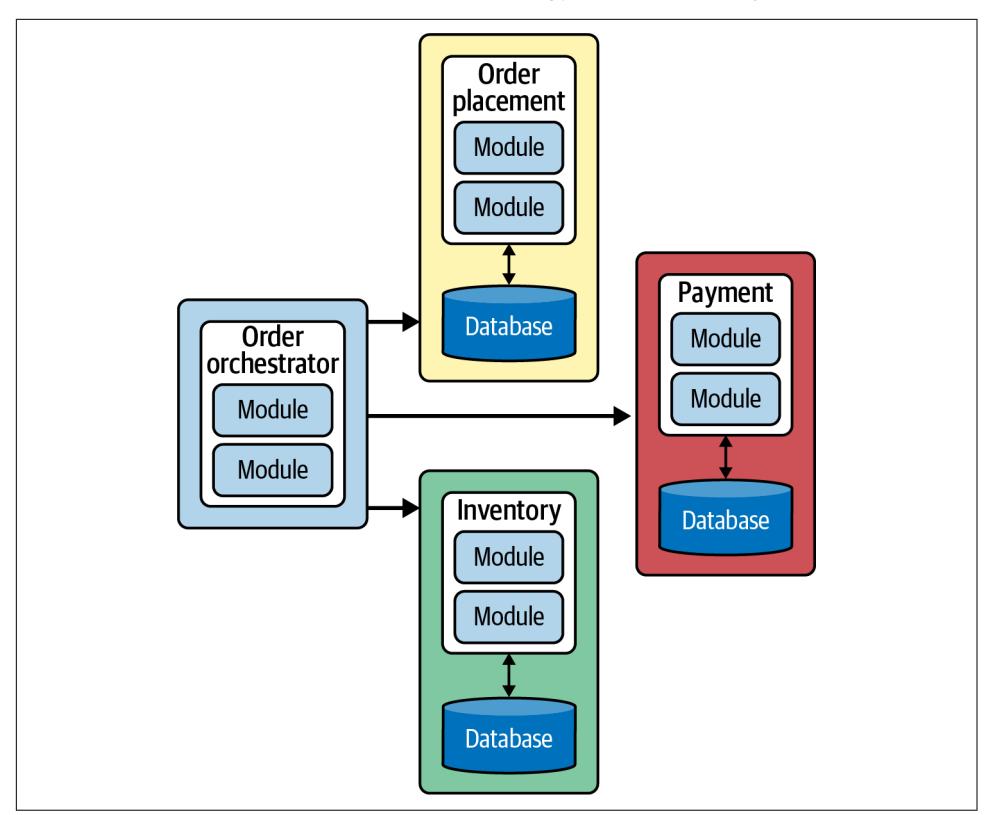 Order
placement
Module
Module
Database
Payment
Module
Module
Database
Order
orchestrator
Module
Module
Inventory
Module
Module
Database